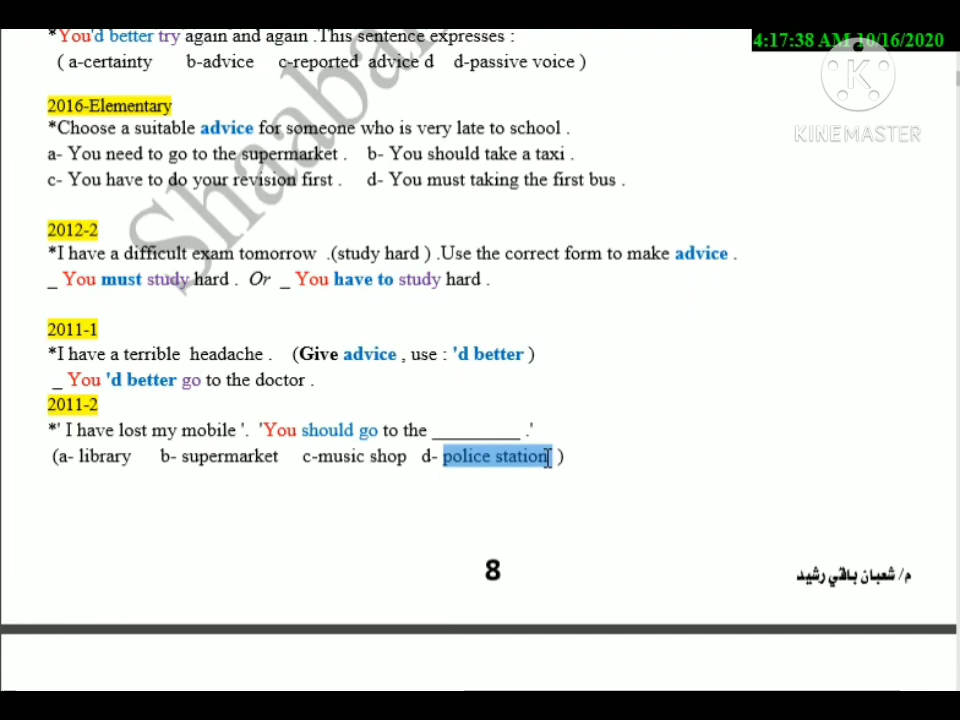 *You'd better try again and again .This sentence expresses :
4:17:38 AM 10/16/2020
( a-certainty b-advice c-reported advice d d-passive voice )
K
KINEMASTER
2016-Elementary
*Choose a suitable advice for someone who is very late to school .
a- You need to go to the supermarket . b- You should take a taxi .
c- You have to do your revision first . d- You must taking the first bus .
Shaaban
2012-2
*I have a difficult exam tomorrow .(study hard ) .Use the correct form to make advice .
_ You must study hard . Or _ You have to study hard .
2011-1
*I have a terrible headache . (Give advice , use : 'd better )
_ You 'd better go to the doctor .
2011-2
*' I have lost my mobile '. 'You should go to the _________ .'
(a- library b- supermarket c-music shop d- police station )
8
م/ شعبان باقي رشيد